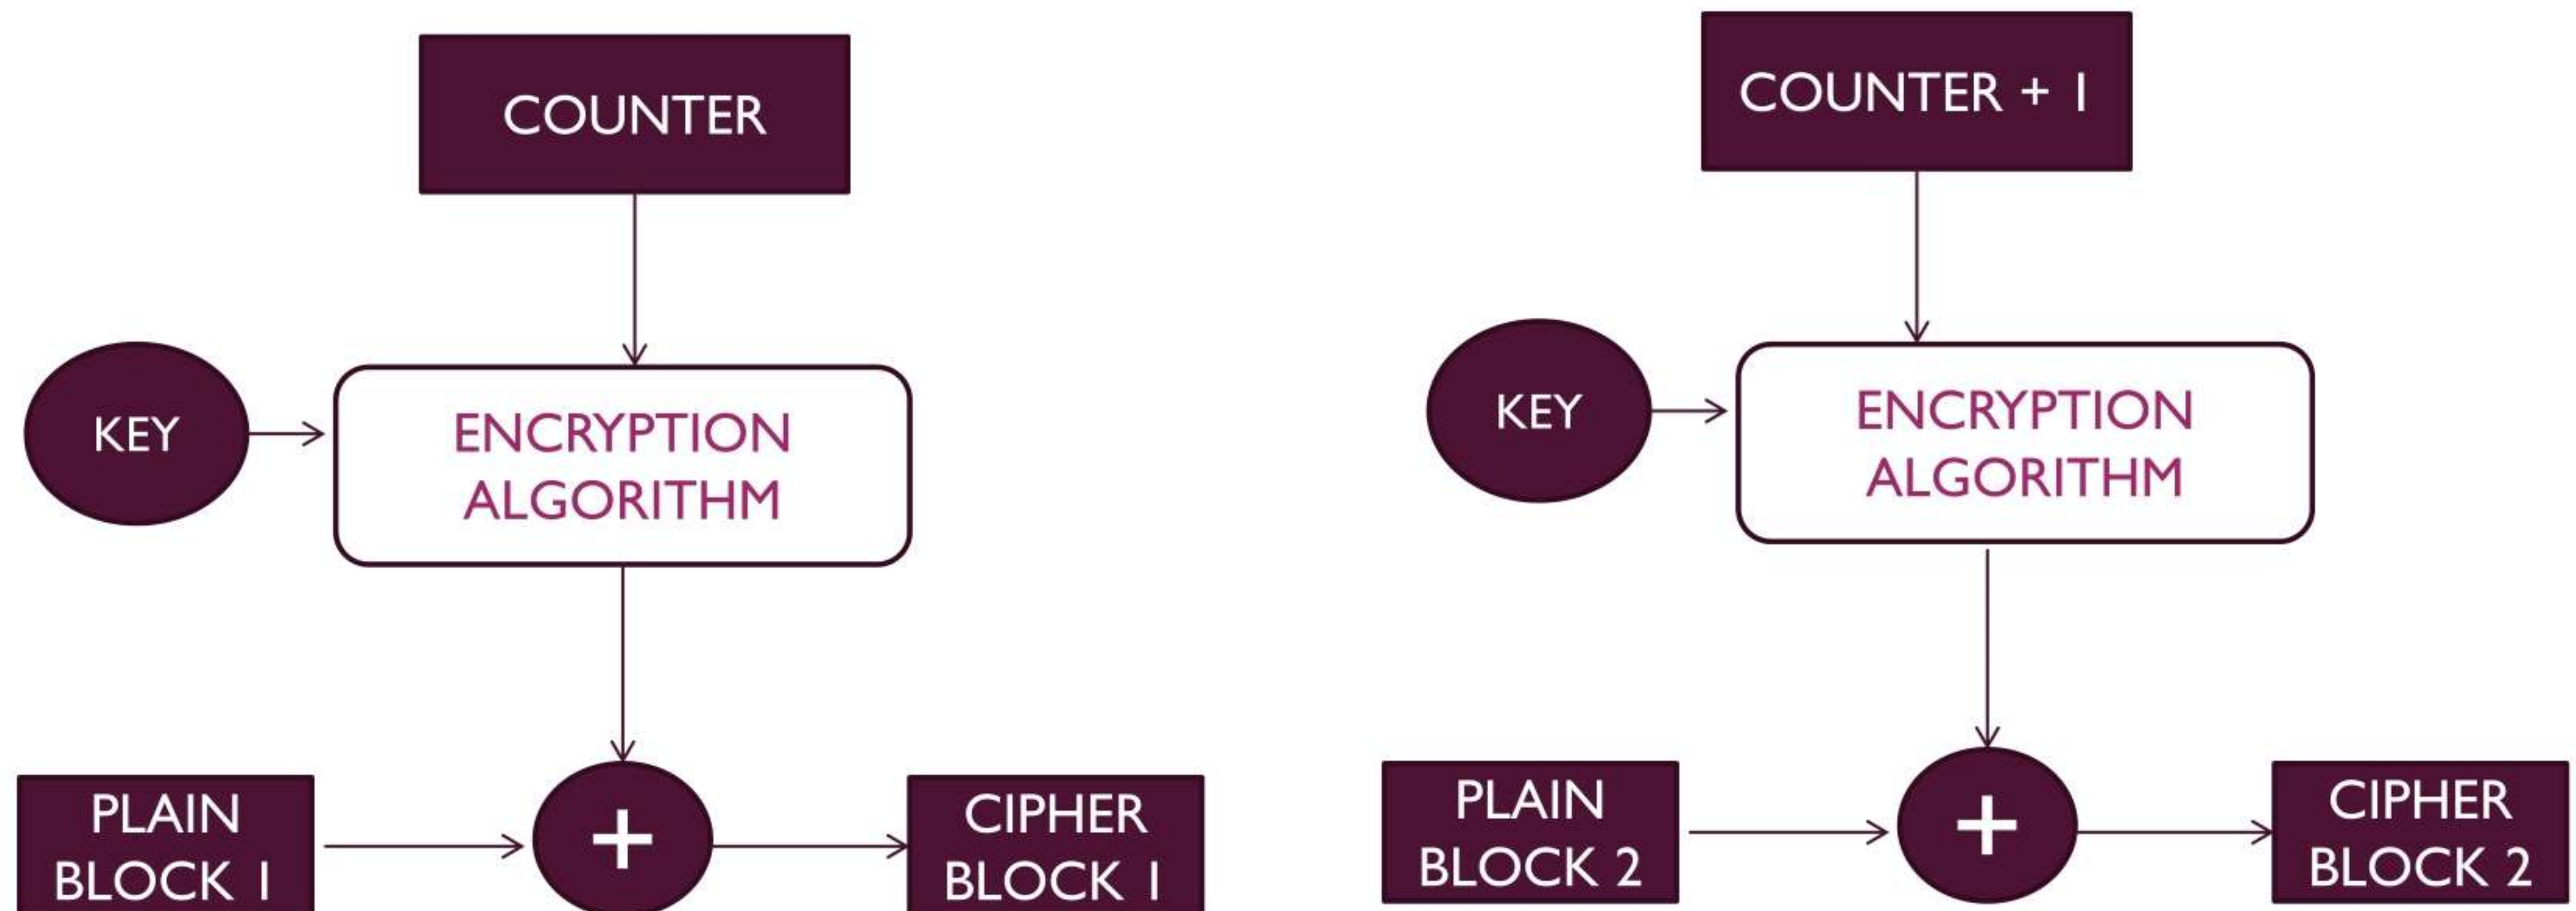 COUNTER
KEY
ENCRYPTION
ALGORITHM
PLAIN
BLOCK 1
+
CIPHER
BLOCK 1
COUNTER + 1
KEY
ENCRYPTION
ALGORITHM
PLAIN
BLOCK 2
+
CIPHER
BLOCK 2